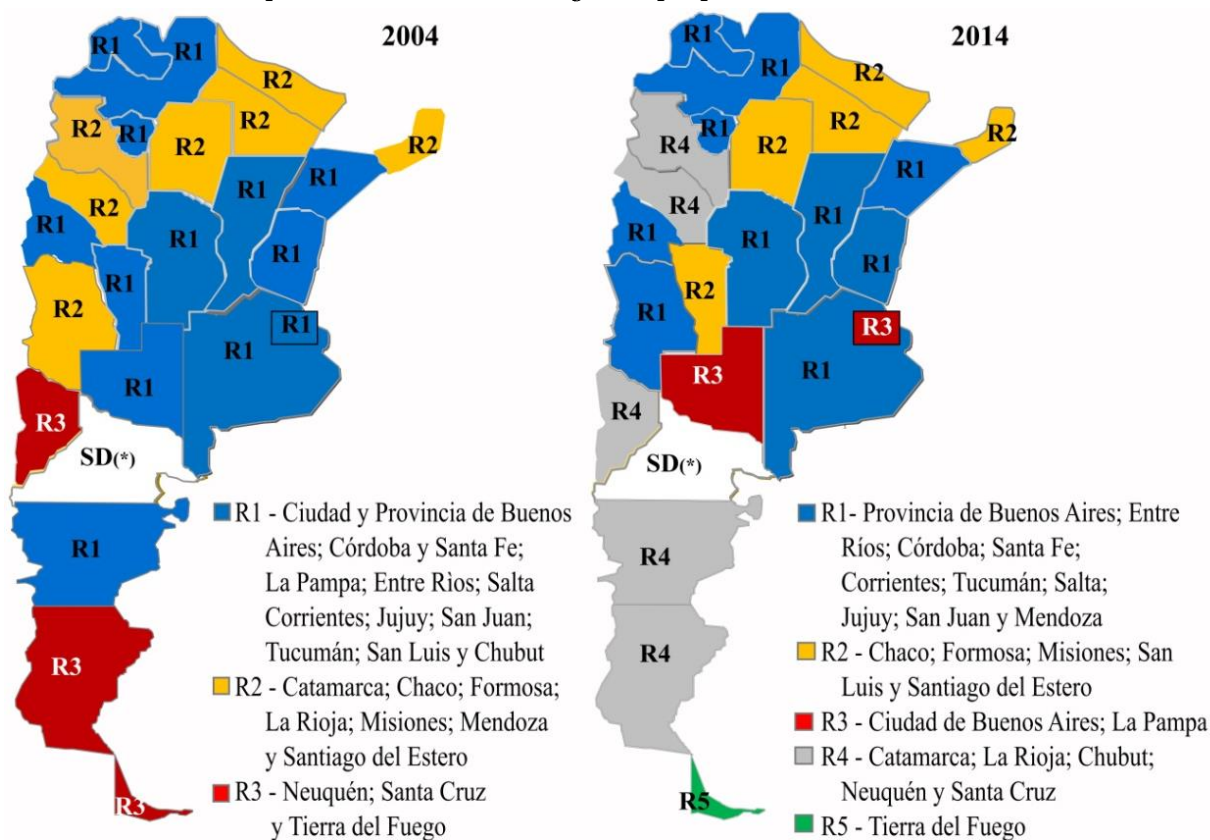 2004
R1
R1
R2
R2
R2
R1
R2
R2
R2
R1
R1
R1
R1
R1
R1
R2
R1
R1
R1
R3
SD(*)
R1
R3
R3
R1 - Ciudad y Provincia de Buenos
Aires; Córdoba y Santa Fe;
La Pampa; Entre Rìos; Salta
Corrientes; Jujuy; San Juan;
Tucumán; San Luis y Chubut
R2 - Catamarca; Chaco; Formosa;
La Rioja; Misiones; Mendoza
y Santiago del Estero
R3 - Neuquén; Santa Cruz
y Tierra del Fuego
2014
R1
R1
R2
R2
R2
R4
R1
R2
R4
R1
R1
R1
R1
R1
R2
R1
R3
R1
R3
R4
SD(*)
R4
R4
R5
R1- Provincia de Buenos Aires; Entre
Ríos; Córdoba; Santa Fe;
Corrientes; Tucumán; Salta;
Jujuy; San Juan y Mendoza
R2 - Chaco; Formosa; Misiones; San
Luis y Santiago del Estero
R3 - Ciudad de Buenos Aires; La Pampa
R4 - Catamarca; La Rioja; Chubut;
Neuquén y Santa Cruz
R5 - Tierra del Fuego